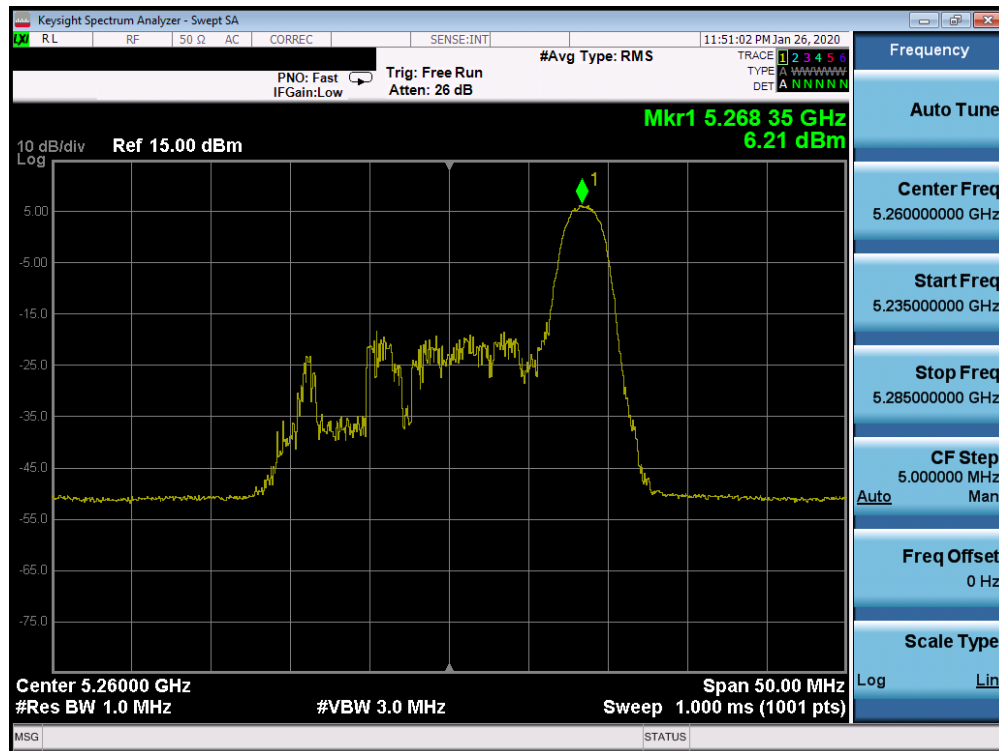 Keysight Spectrum Analyzer - Swept SA
LXI RL RF 50 Ω AC CORREC SENSE:INT 11:51:02 PM Jan 26, 2020
Frequency
PNO: Fast
IFGain:Low
Trig: Free Run
Atten: 26 dB
#Avg Type: RMS
TRACE 1 2 3 4 5 6
TYPE A WWWWWW
DET A N N N N N
Mkr1 5.268 35 GHz
6.21 dBm
10 dB/div Ref 15.00 dBm
Log
1
5.00
-5.00
-15.0
-25.0
-35.0
-45.0
-55.0
-65.0
-75.0
Center 5.26000 GHz Span 50.00 MHz
#Res BW 1.0 MHz #VBW 3.0 MHz Sweep 1.000 ms (1001 pts)
Auto Tune
Center Freq
5.260000000 GHz
Start Freq
5.235000000 GHz
Stop Freq
5.285000000 GHz
CF Step
5.000000 MHz
Auto Man
Freq Offset
0 Hz
Scale Type
Log Lin
MSG STATUS